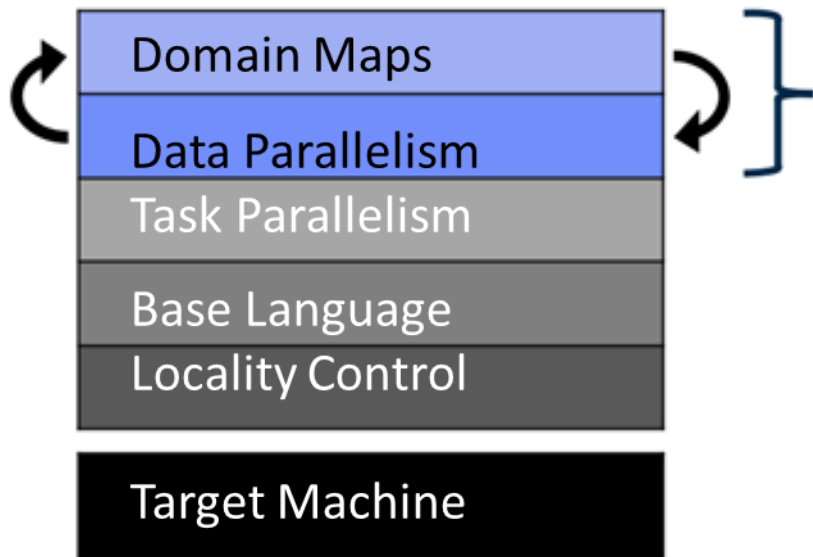 Domain Maps
Data Parallelism
Task Parallelism
Base Language
Locality Control
Target Machine